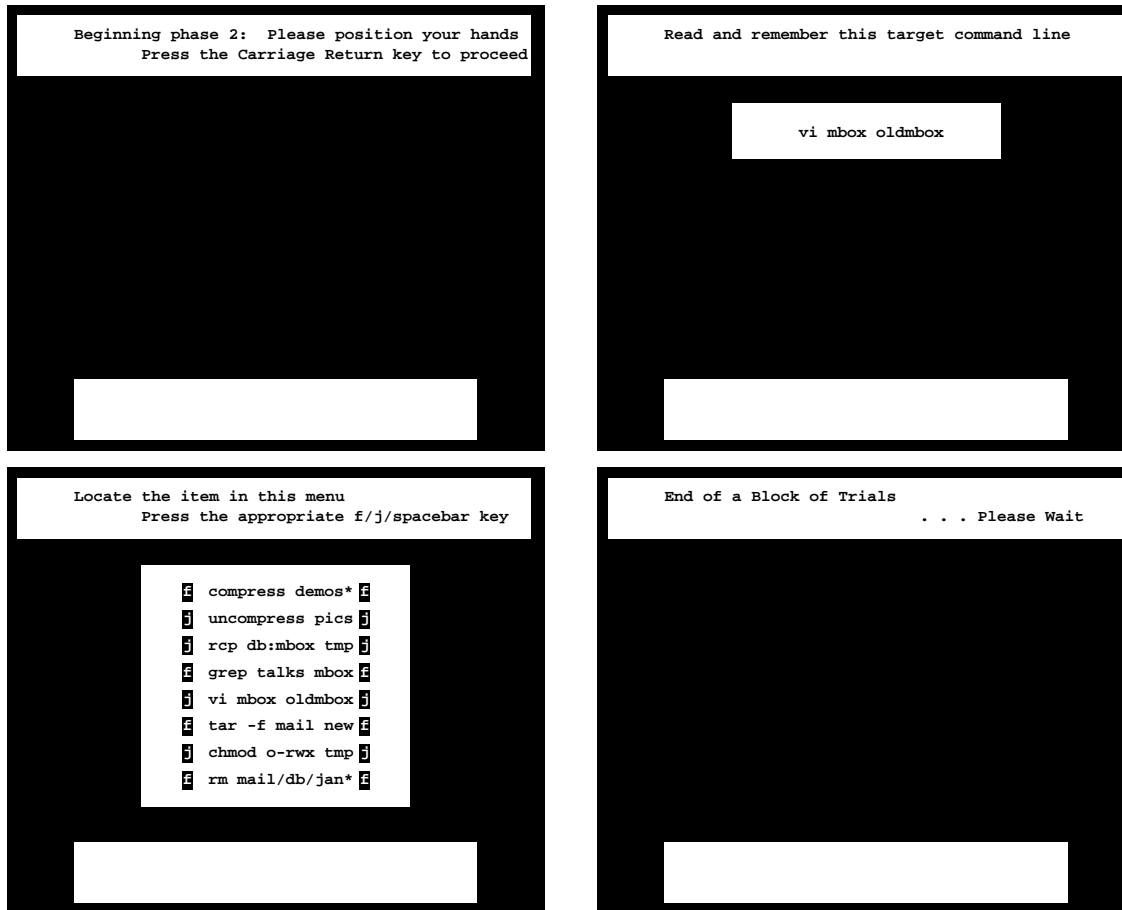 Beginning phase 2:  Please position your hands
Press the Carriage Return key to proceed
Read and remember this target command line
vi mbox oldmbox
Locate the item in this menu
Press the appropriate f/j/spacebar key
f compress demos* f
j uncompress pics j
j rcp db:mbox tmp j
f grep talks mbox f
j vi mbox oldmbox j
f tar -f mail new f
j chmod o-rwx tmp j
f rm mail/db/jan* f
End of a Block of Trials
. . . Please Wait